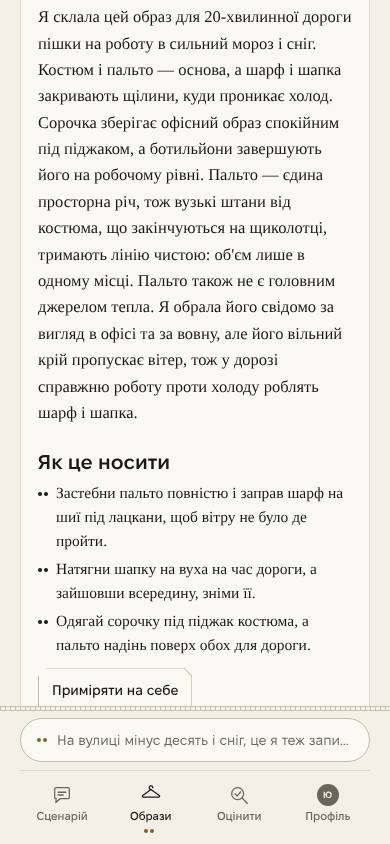 Я склала цей образ для 20-хвилинної дороги
пішки на роботу в сильний мороз і сніг.
Костюм і пальто — основа, а шарф і шапка
закривають щілини, куди проникає холод.
Сорочка зберігає офісний образ спокійним
під піджаком, а ботильйони завершують
його на робочому рівні. Пальто — єдина
просторна річ, тож вузькі штани від
костюма, що закінчуються на щиколотці,
тримають лінію чистою: об'єм лише в
одному місці. Пальто також не є головним
джерелом тепла. Я обрала його свідомо за
вигляд в офісі та за вовну, але його вільний
крій пропускає вітер, тож у дорозі
справжню роботу проти холоду роблять
шарф і шапка.
Як це носити
Застебни пальто повністю і заправ шарф на
шиї під лацкани, щоб вітру не було де
пройти.
Натягни шапку на вуха на час дороги, а
зайшовши всередину, зніми її.
Одягай сорочку під піджак костюма, а
пальто надінь поверх обох для дороги.
Приміряти на себе
На вулиці мінус десять і сніг, це я теж запи...
Сценарій
Образи
Оцінити
Ю
Профіль